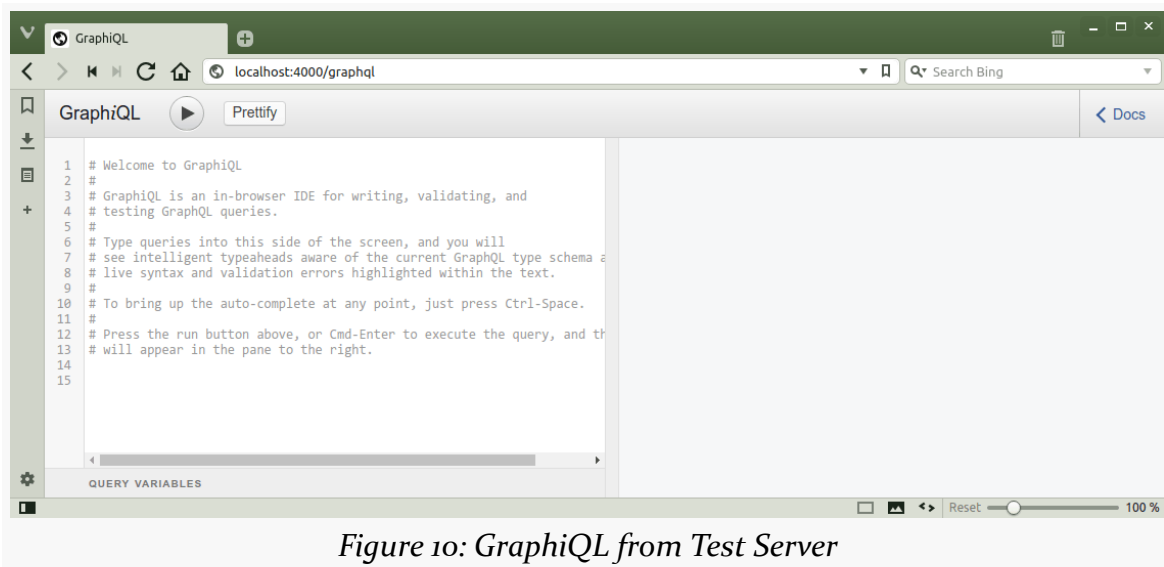 GraphiQL
localhost:4000/graphql
Search Bing
GraphiQL
Prettify
Docs
1 # Welcome to GraphiQL
2 #
3 # GraphiQL is an in-browser IDE for writing, validating, and
4 # testing GraphQL queries.
5 #
6 # Type queries into this side of the screen, and you will
7 # see intelligent typeaheads aware of the current GraphQL type schema a
8 # live syntax and validation errors highlighted within the text.
9 #
10 # To bring up the auto-complete at any point, just press Ctrl-Space.
11 #
12 # Press the run button above, or Cmd-Enter to execute the query, and th
13 # will appear in the pane to the right.
14
15
QUERY VARIABLES
Reset
100 %
Figure 10: GraphiQL from Test Server